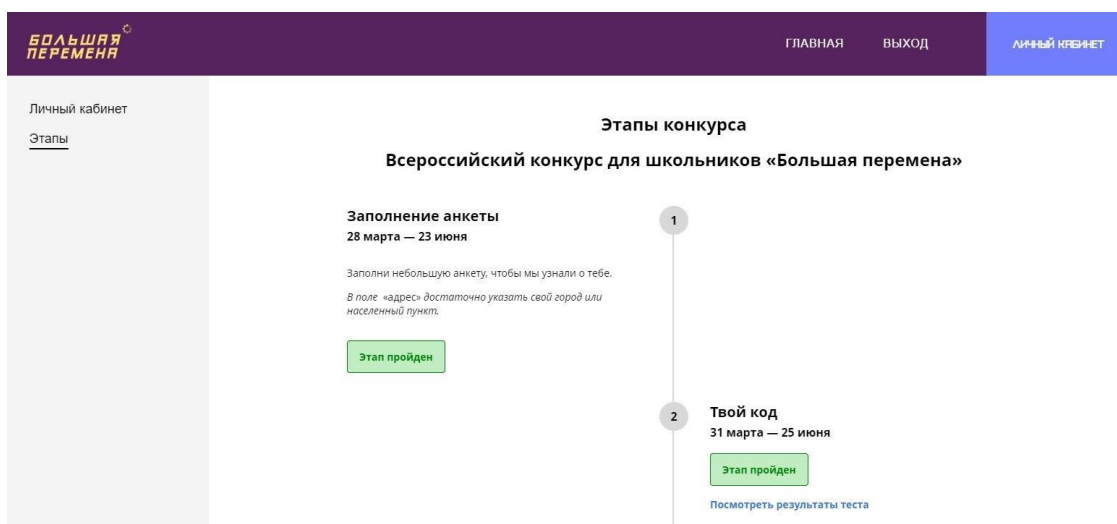 БОЛЬШАЯ
ПЕРЕМЕНА
ГЛАВНАЯ ВЫХОД ЛИЧНЫЙ КАБИНЕТ
Личный кабинет
Этапы
Этапы конкурса
Всероссийский конкурс для школьников «Большая перемена»
Заполнение анкеты
28 марта — 23 июня
Заполни небольшую анкету, чтобы мы узнали о тебе.
В поле «адрес» достаточно указать свой город или
населенный пункт.
Этап пройден
1
2
Твой код
31 марта — 25 июня
Этап пройден
Посмотреть результаты теста